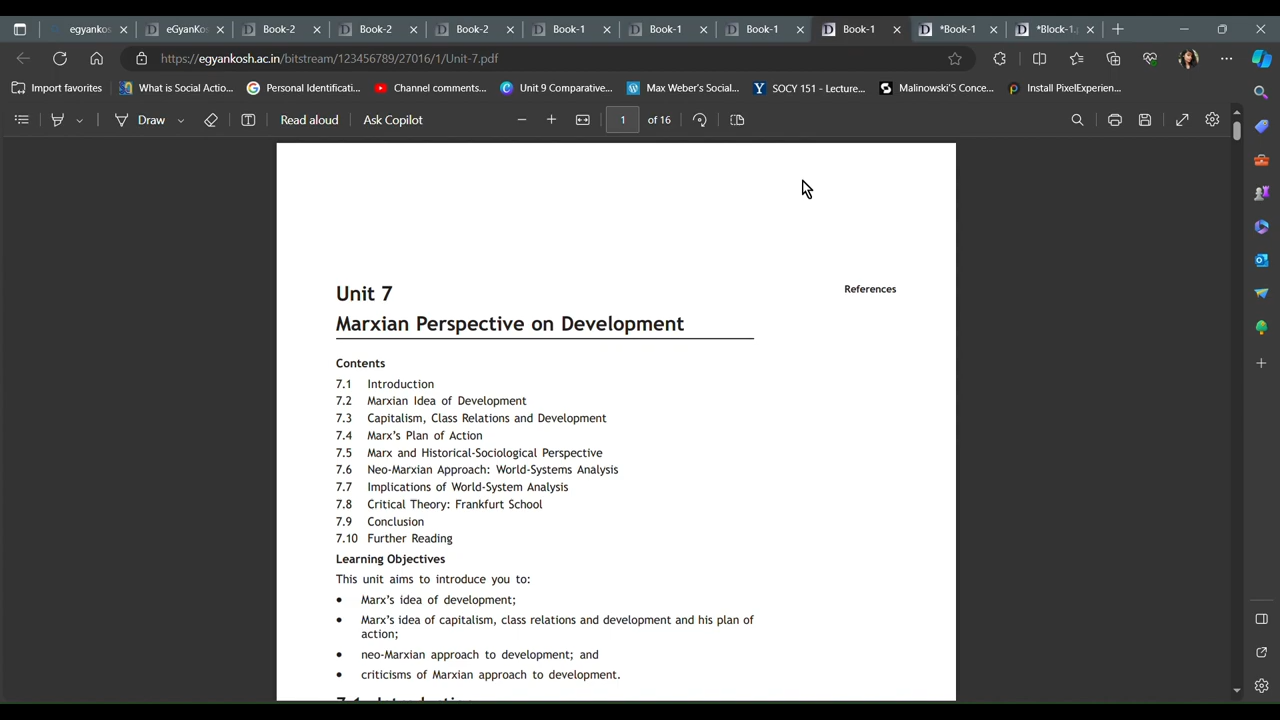 egyankos
eGyanKos
Book-2
Book-2
Book-2
Book-1
Book-1
Book-1
Book-1
*Book-1
*Block-1.p
https://egyankosh.ac.in/bitstream/123456789/27016/1/Unit-7.pdf
Import favorites
What is Social Actio...
Personal Identificati...
Channel comments...
Unit 9 Comparative...
Max Weber's Social...
SOCY 151 - Lecture...
Malinowski'S Conce...
Install PixelExperien...
Draw
Read aloud
Ask Copilot
1 of 16
Unit 7
References
Marxian Perspective on Development
Contents
7.1 Introduction
7.2 Marxian Idea of Development
7.3 Capitalism, Class Relations and Development
7.4 Marx's Plan of Action
7.5 Marx and Historical-Sociological Perspective
7.6 Neo-Marxian Approach: World-Systems Analysis
7.7 Implications of World-System Analysis
7.8 Critical Theory: Frankfurt School
7.9 Conclusion
7.10 Further Reading
Learning Objectives
This unit aims to introduce you to:
• Marx's idea of development;
• Marx's idea of capitalism, class relations and development and his plan of
action;
• neo-Marxian approach to development; and
• criticisms of Marxian approach to development.